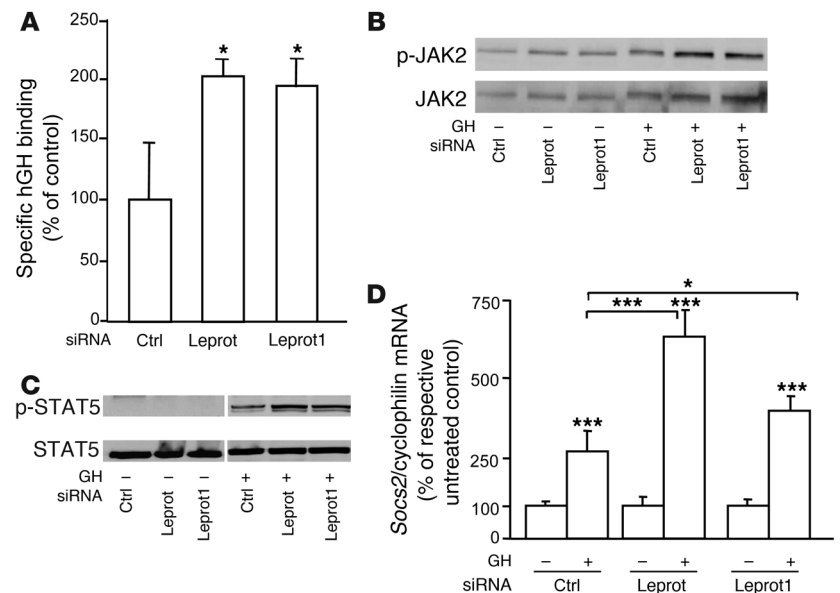 A
Specific hGH binding
(% of control)
250
200
150
100
50
0
*
*
siRNA Ctrl Leprot Leprot1
B
p-JAK2
JAK2
GH – – – + + +
siRNA Ctrl Leprot Leprot1 Ctrl Leprot Leprot1
C
p-STAT5
STAT5
GH – – – + + +
siRNA Ctrl Leprot Leprot1 Ctrl Leprot Leprot1
D
Socs2/cyclophilin mRNA
(% of respective
untreated control)
750
500
250
100
0
*
*** ***
***
***
GH – + – + – +
siRNA Ctrl Leprot Leprot1